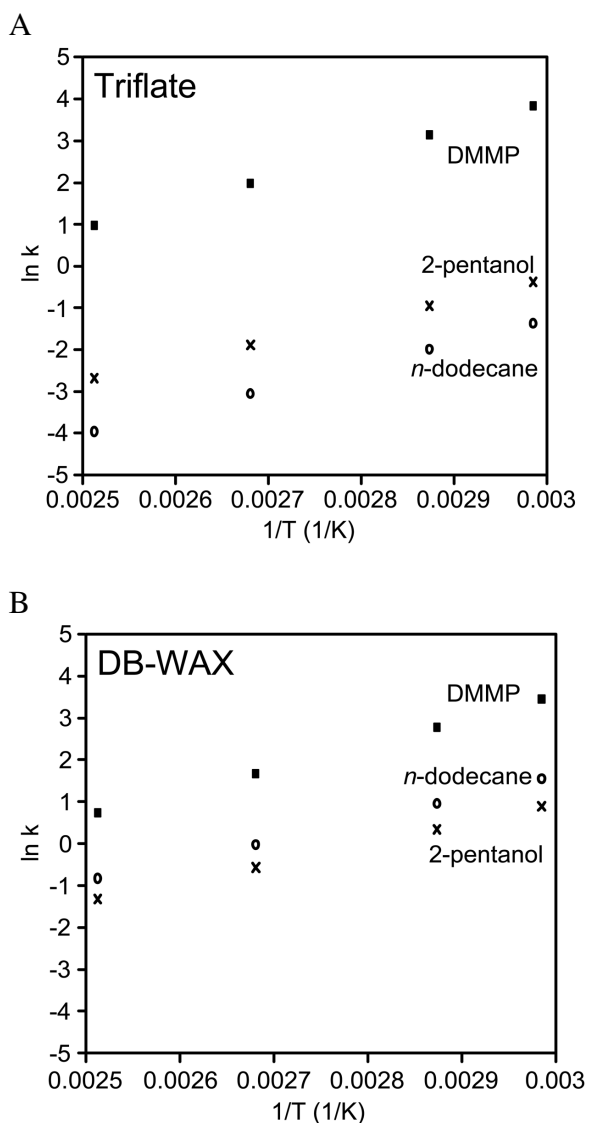 A
Triflate
5
4
3
2
1
0
-1
-2
-3
-4
-5
ln k
DMMP
2-pentanol
n-dodecane
0.0025 0.0026 0.0027 0.0028 0.0029 0.003
1/T (1/K)
B
DB-WAX
5
4
3
2
1
0
-1
-2
-3
-4
-5
ln k
DMMP
n-dodecane
2-pentanol
0.0025 0.0026 0.0027 0.0028 0.0029 0.003
1/T (1/K)